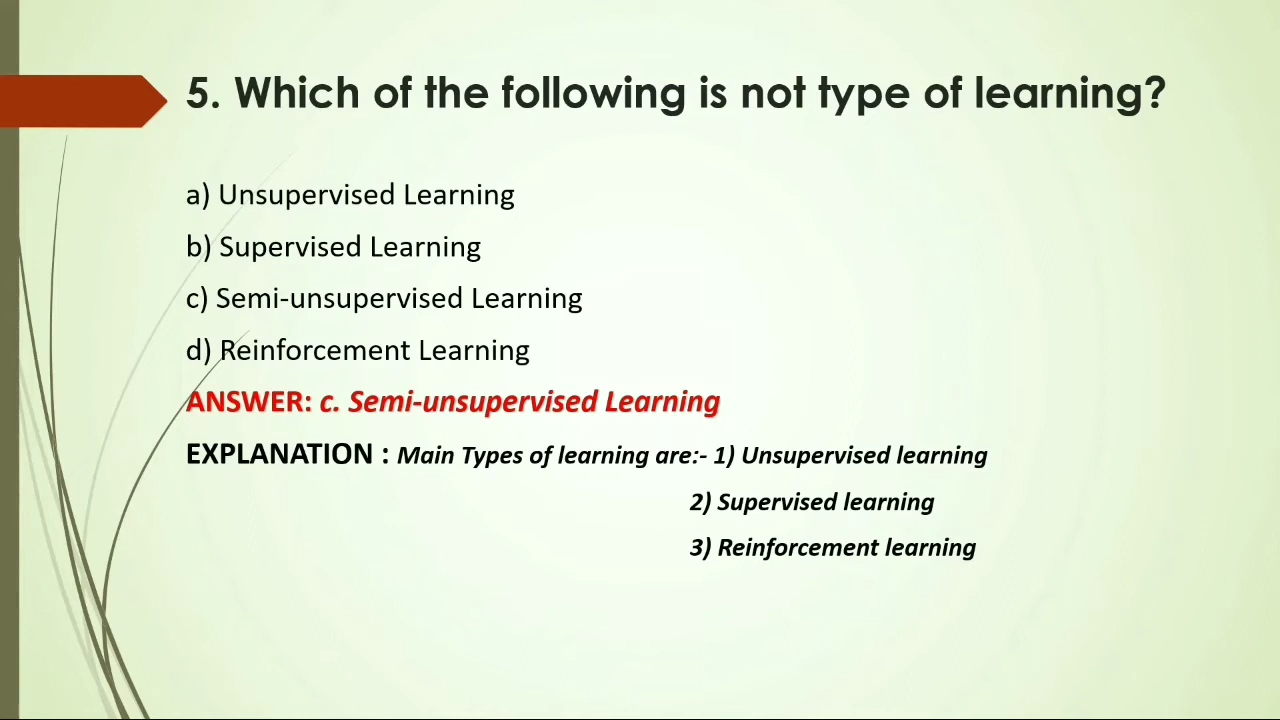 5. Which of the following is not type of learning?
a) Unsupervised Learning
b) Supervised Learning
c) Semi-unsupervised Learning
d) Reinforcement Learning
ANSWER: c. Semi-unsupervised Learning
EXPLANATION : Main Types of learning are:- 1) Unsupervised learning
2) Supervised learning
3) Reinforcement learning